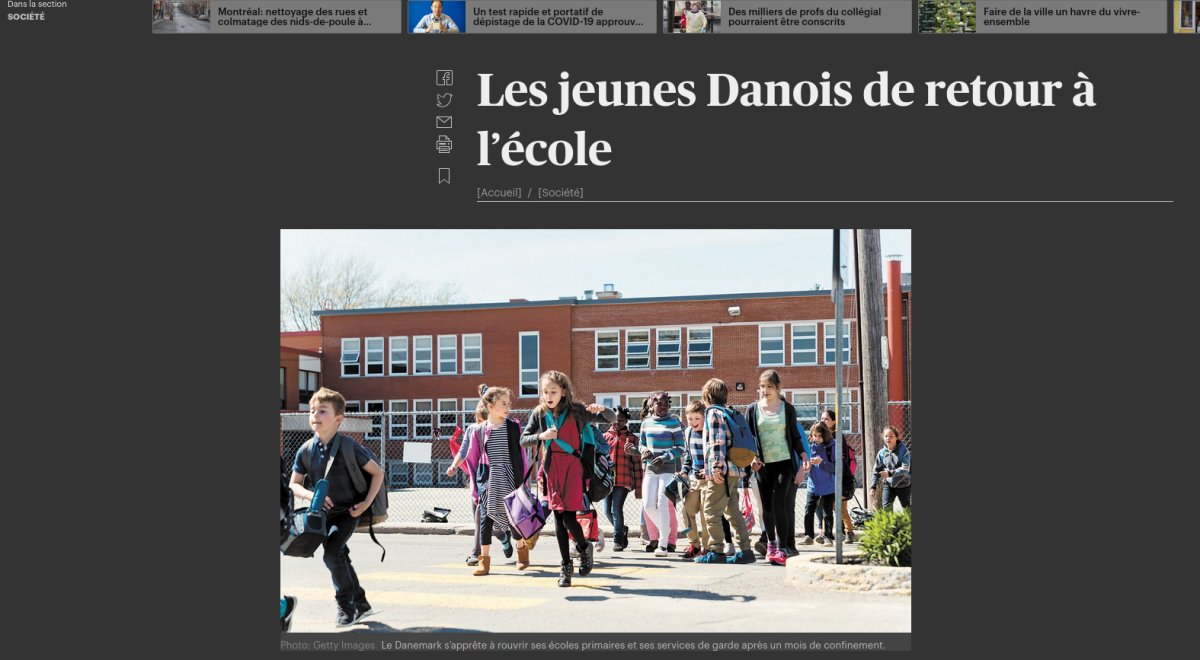 Dans la section
SOCIÉTÉ
Montréal: nettoyage des rues et
colmatage des nids-de-poule à...
Un test rapide et portatif de
dépistage de la COVID-19 approuv...
Des milliers de profs du collégial
pourraient être conscrits
Faire de la ville un havre du vivre-
ensemble
Les jeunes Danois de retour à
l’école
[Accueil] / [Société]
Photo: Getty Images Le Danemark s’apprête à rouvrir ses écoles primaires et ses services de garde après un mois de confinement.